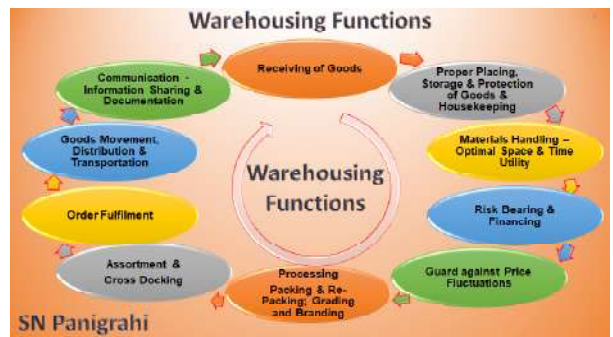 Warehousing Functions
Receiving of Goods
Proper Placing,
Storage & Protection
of Goods &
Housekeeping
Materials Handling –
Optimal Space & Time
Utility
Risk Bearing &
Financing
Guard against Price
Fluctuations
Processing
Packing & Re-
Packing; Grading
and Branding
Assortment &
Cross Docking
Order Fulfilment
Goods Movement,
Distribution &
Transportation
Communication -
Information Sharing &
Documentation
Warehousing
Functions
SN Panigrahi